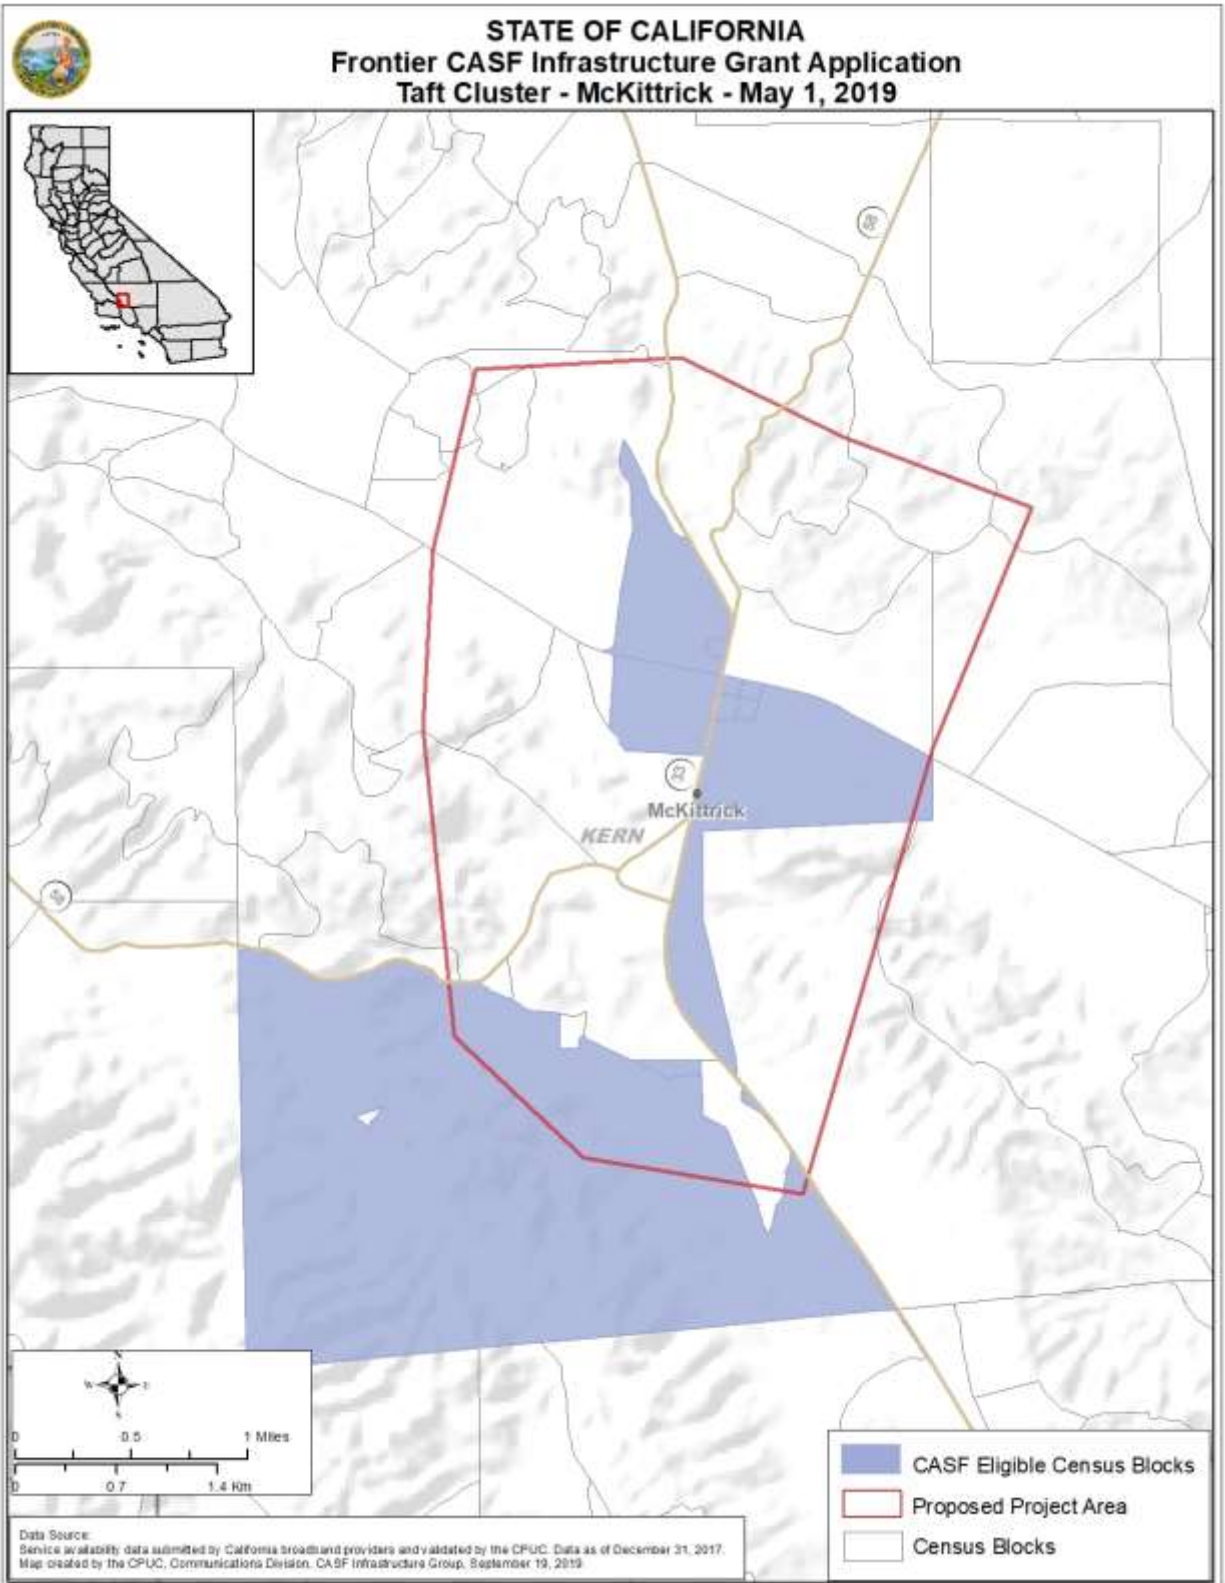 STATE OF CALIFORNIA
Frontier CASF Infrastructure Grant Application
Taft Cluster - McKittrick - May 1, 2019
McKittrick
KERN
N
W E
S
0 0.5 1 Miles
0 0.7 1.4 Km
CASF Eligible Census Blocks
Proposed Project Area
Census Blocks
Data Source:
Service availability data submitted by California broadband providers and validated by the CPUC. Data as of December 31, 2017.
Map created by the CPUC, Communications Division, CASF Infrastructure Group, September 19, 2019